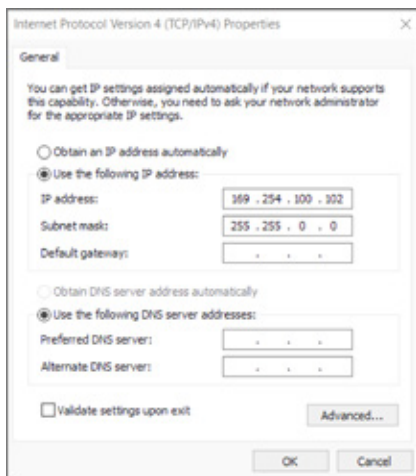 Internet Protocol Version 4 (TCP/IPv4) Properties
General
You can get IP settings assigned automatically if your network supports
this capability. Otherwise, you need to ask your network administrator
for the appropriate IP settings.
Obtain an IP address automatically
Use the following IP address:
IP address: 169 . 254 . 100 . 102
Subnet mask: 255 . 255 . 0 . 0
Default gateway: . . .
Obtain DNS server address automatically
Use the following DNS server addresses:
Preferred DNS server: . . .
Alternate DNS server: . . .
Validate settings upon exit
Advanced...
OK Cancel